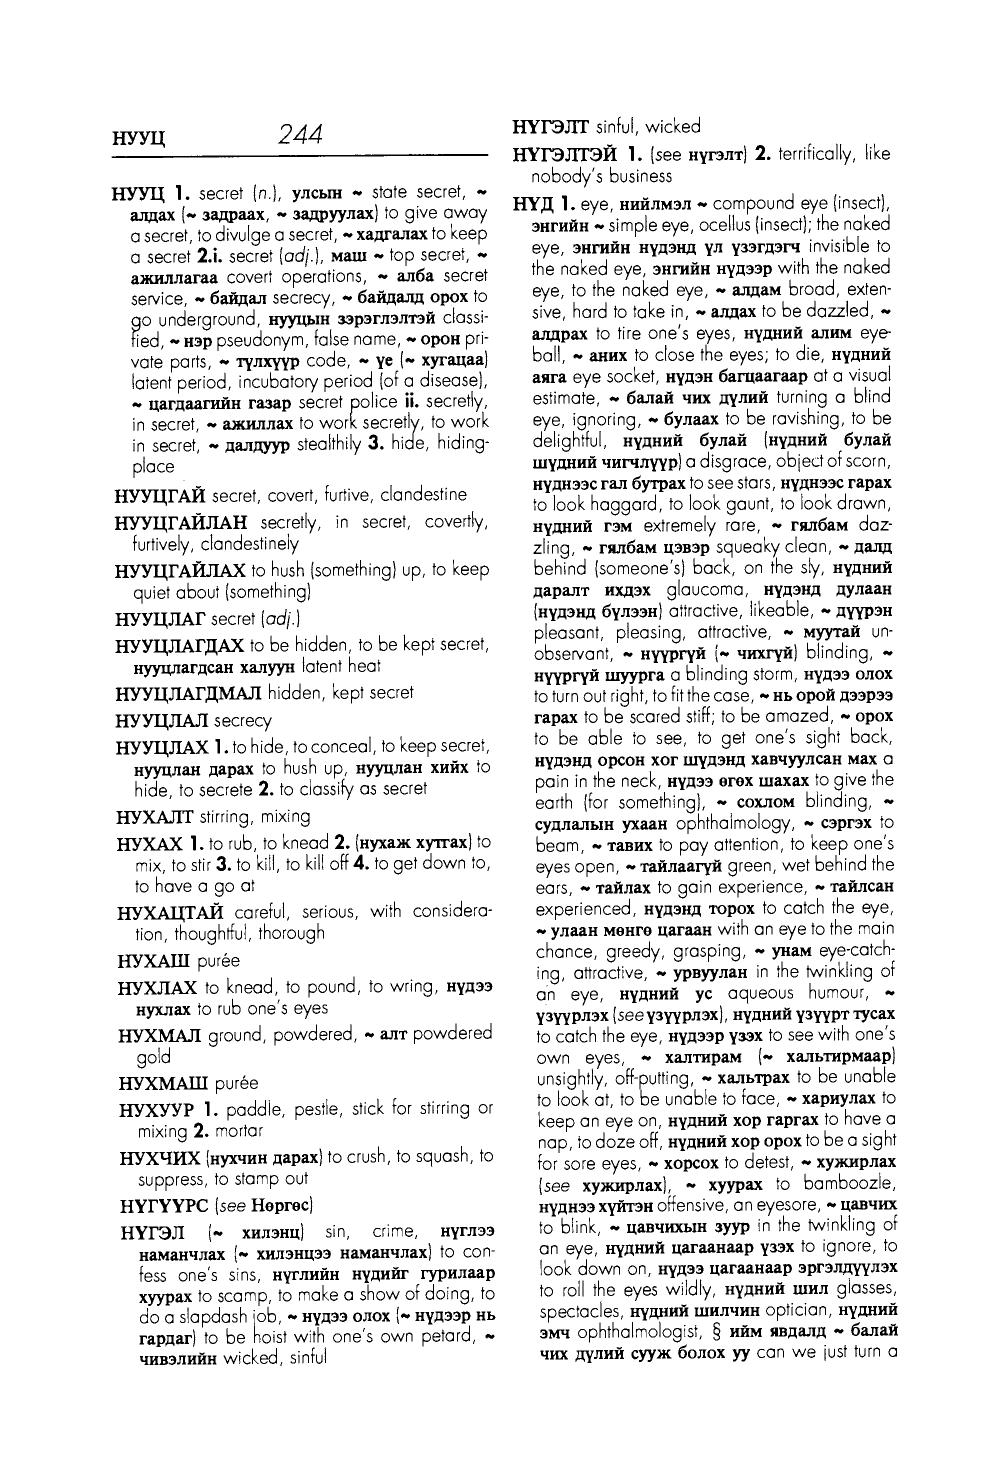 НУУЦ 244
НУУЦ 1. secret (n.), улсын ~ state secret, ~
алдах (~ задраах, ~ задруулах) to give away
a secret, to divulge a secret, ~ хадгалах to keep
a secret 2.i. secret (adj.), маш ~ top secret, ~
ажиллагаа covert operations, ~ алба secret
service, ~ байдал secrecy, ~ байдалд орох to
go underground, нууцын зэрэглэлтэй classi-
fied, ~ нэр pseudonym, false name, ~ орон pri-
vate parts, ~ түлхүүр code, ~ үе (~ хугацаа)
latent period, incubatory period (of a disease),
~ цагдаагийн газар secret police ii. secretly,
in secret, ~ ажиллах to work secretly, to work
in secret, ~ далдуур stealthily 3. hide, hiding-
place
НУУЦГАЙ secret, covert, furtive, clandestine
НУУЦГАЙЛАН secretly, in secret, covertly,
furtively, clandestinely
НУУЦГАЙЛАХ to hush (something) up, to keep
quiet about (something)
НУУЦЛАГ secret (adj.)
НУУЦЛАГДАХ to be hidden, to be kept secret,
нууцлагдсан халуун latent heat
НУУЦЛАГДМАЛ hidden, kept secret
НУУЦЛАЛ secrecy
НУУЦЛАХ 1. to hide, to conceal, to keep secret,
нууцлан дарах to hush up, нууцлан хийх to
hide, to secrete 2. to classify as secret
НУХАЛТ stirring, mixing
НУХАХ 1. to rub, to knead 2. (нухаж хутгах) to
mix, to stir 3. to kill, to kill off 4. to get down to,
to have a go at
НУХАЦТАЙ careful, serious, with considera-
tion, thoughtful, thorough
НУХАШ purée
НУХЛАХ to knead, to pound, to wring, нүдээ
нухлах to rub one's eyes
НУХМАЛ ground, powdered, ~ алт powdered
gold
НУХМАШ purée
НУХУУР 1. paddle, pestle, stick for stirring or
mixing 2. mortar
НУХЧИХ (нухчин дарах) to crush, to squash, to
suppress, to stamp out
НҮГҮҮРС (see Нөргөс)
НҮГЭЛ (~ хилэнц) sin, crime, нүглээ
наманчлах (~ хилэнцээ наманчлах) to con-
fess one's sins, нүглийн нүдийг гурилаар
хуурах to scamp, to make a show of doing, to
do a slapdash job, ~ нүдээ олох (~ нүдээр нь
гардаг) to be hoist with one's own petard, ~
чивэлийн wicked, sinful
НҮГЭЛТ sinful, wicked
НҮГЭЛТЭЙ 1. (see нүгэлт) 2. terrifically, like
nobody's business
НҮД 1. eye, нийлмэл ~ compound eye (insect),
энгийн ~ simple eye, ocellus (insect); the naked
eye, энгийн нүдэнд үл үзэгдэгч invisible to
the naked eye, энгийн нүдээр with the naked
eye, to the naked eye, ~ алдам broad, exten-
sive, hard to take in, ~ алдах to be dazzled, ~
алдрах to tire one's eyes, нүдний алим eye-
ball, ~ аних to close the eyes; to die, нүдний
аяга eye socket, нүдэн багцаагаар at a visual
estimate, ~ балай чих дүлий turning a blind
eye, ignoring, ~ булаах to be ravishing, to be
delightful, нүдний булай (нүдний булай
шүдний чигчлүүр) a disgrace, object of scorn,
нүднээс гал бутрах to see stars, нүднээс гарах
to look haggard, to look gaunt, to look drawn,
нүдний гэм extremely rare, ~ гялбам daz-
zling, ~ гялбам цэвэр squeaky clean, ~ далд
behind (someone's) back, on the sly, нүдний
даралт ихдэх glaucoma, нүдэнд дулаан
(нүдэнд бүлээн) attractive, likeable, ~ дүүрэн
pleasant, pleasing, attractive, ~ муутай un-
observant, ~ нүүргүй (~ чихгүй) blinding, ~
нүүргүй шуурга a blinding storm, нүдээ олох
to turn out right, to fit the case, ~ нь орой дээрээ
гарах to be scared stiff; to be amazed, ~ орох
to be able to see, to get one's sight back,
нүдэнд орсон хог шүдэнд хавчуулсан мах a
pain in the neck, нүдээ өгөх шахах to give the
earth (for something), ~ сохлом blinding, ~
судлалын ухаан ophthalmology, ~ сэргэх to
beam, ~ тавих to pay attention, to keep one's
eyes open, ~ тайлаагүй green, wet behind the
ears, ~ тайлах to gain experience, ~ тайлсан
experienced, нүдэнд торох to catch the eye,
~ улаан мөнгө цагаан with an eye to the main
chance, greedy, grasping, ~ унам eye-catch-
ing, attractive, ~ урвуулан in the twinkling of
an eye, нүдний ус aqueous humour, ~
үзүүрлэх (see үзүүрлэх), нүдний үзүүрт тусах
to catch the eye, нүдээр үзэх to see with one's
own eyes, ~ халтирам (~ хальтирмаар)
unsightly, off-putting, ~ хальтрах to be unable
to look at, to be unable to face, ~ хариулах to
keep an eye on, нүдний хор гаргах to have a
nap, to doze off, нүдний хор орох to be a sight
for sore eyes, ~ хорсох to detest, ~ хужирлах
(see хужирлах), ~ хуурах to bamboozle,
нүднээ хүйтэн offensive, an eyesore, ~ цавчих
to blink, ~ цавчихын зуур in the twinkling of
an eye, нүдний цагаанаар үзэх to ignore, to
look down on, нүдээ цагаанаар эргэлдүүлэх
to roll the eyes wildly, нүдний шил glasses,
spectacles, нүдний шилчин optician, нүдний
эмч ophthalmologist, § ийм явдалд ~ балай
чих дүлий сууж болох уу can we just turn a